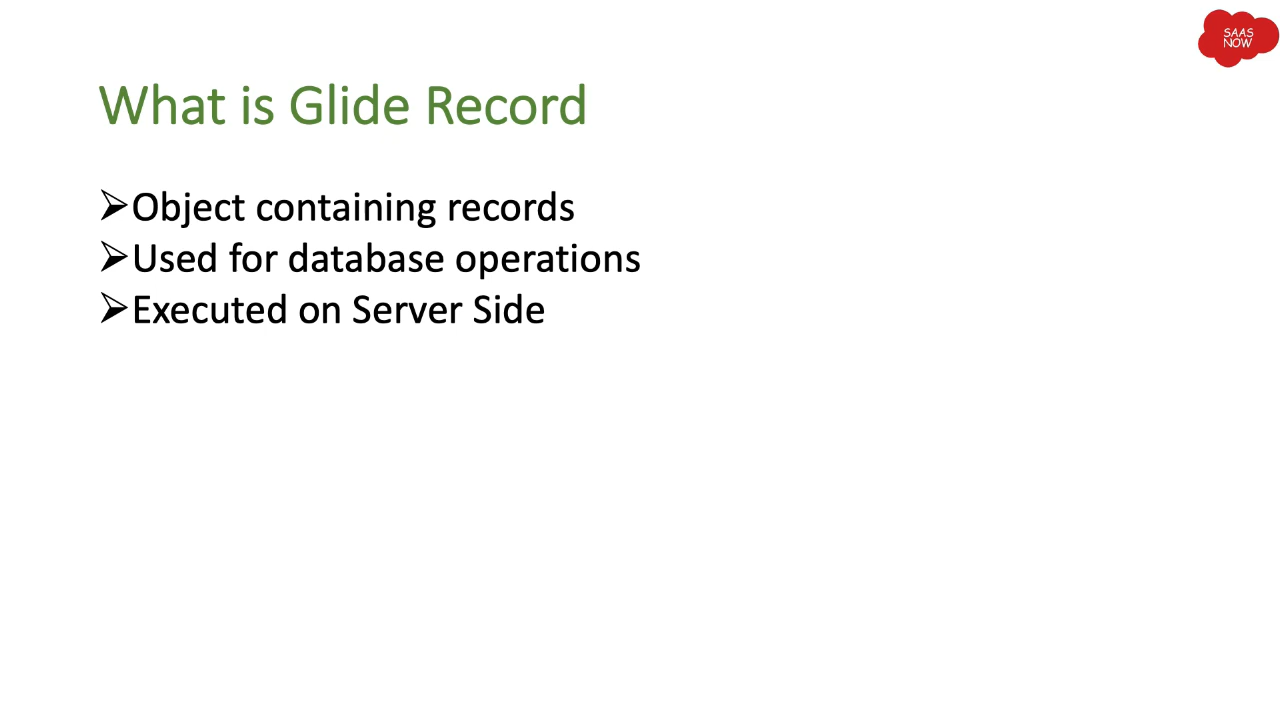 SAAS
NOW
What is Glide Record
➢Object containing records
➢Used for database operations
➢Executed on Server Side